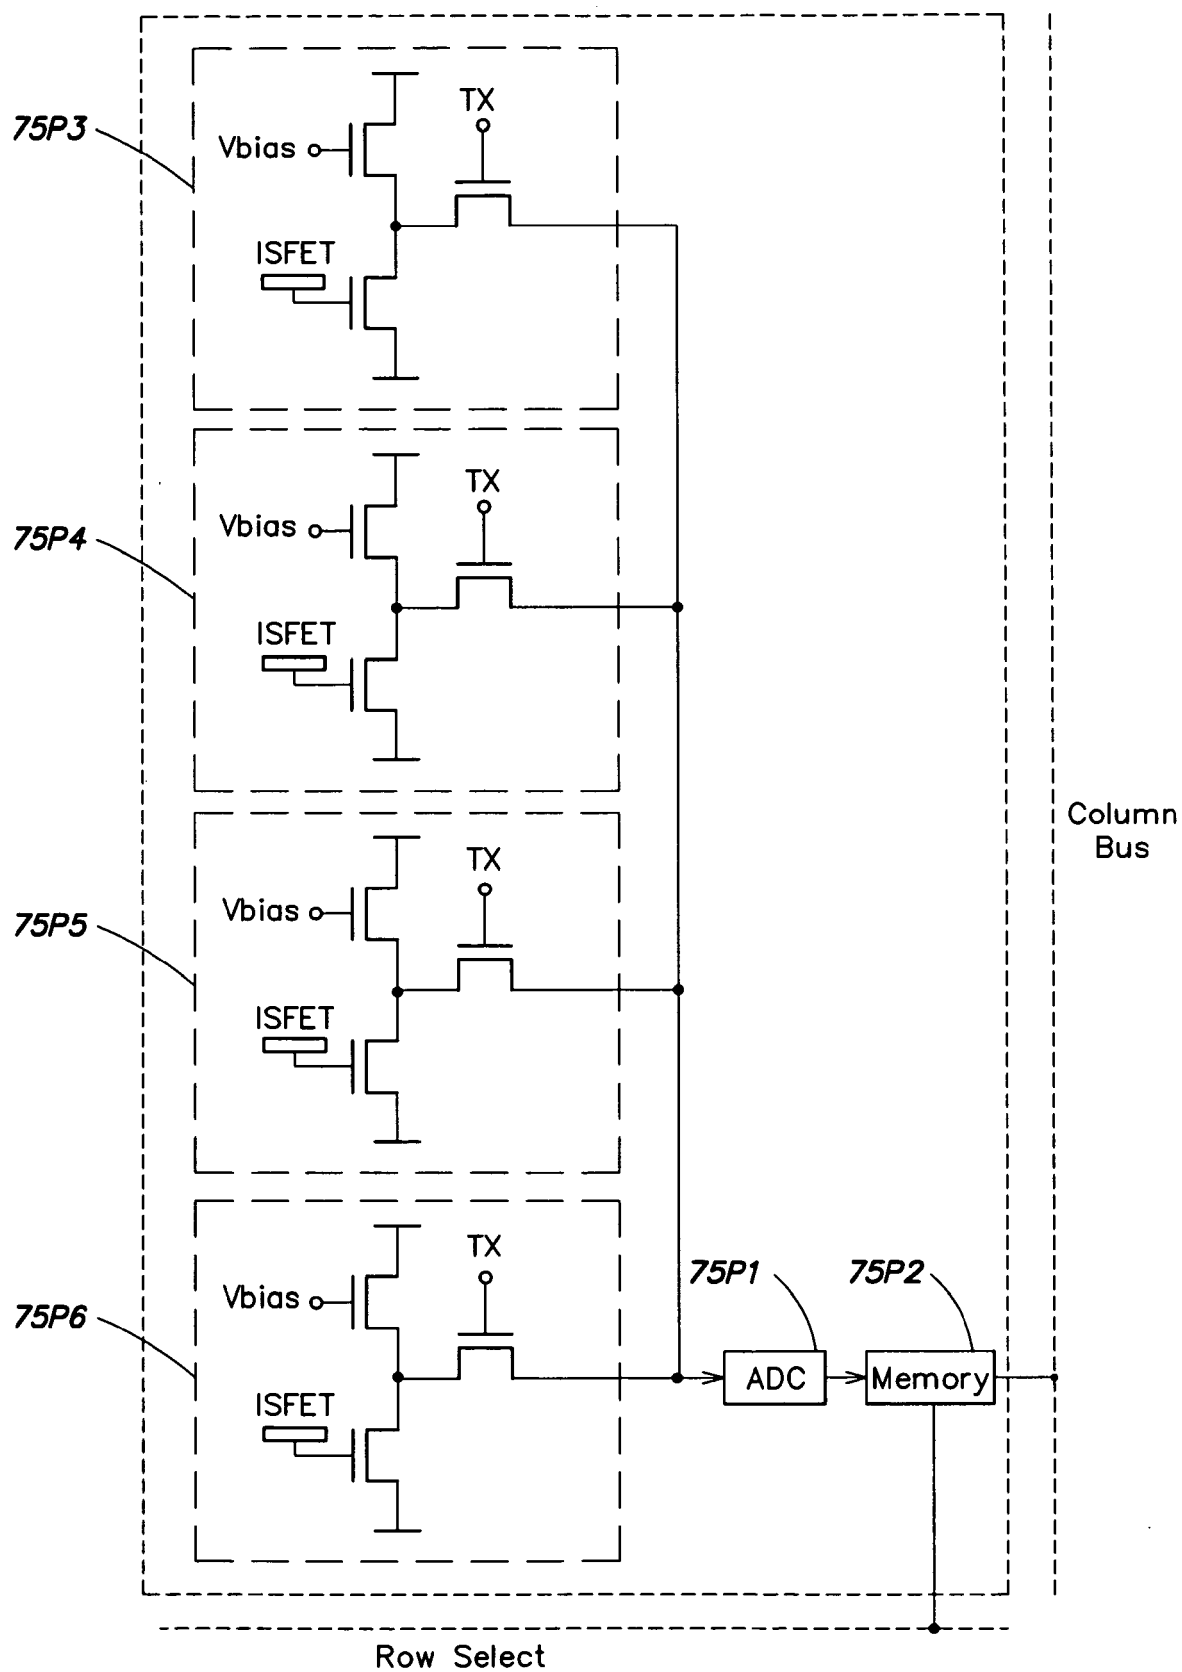 TX
75P3
Vbias
ISFET
TX
75P4
Vbias
ISFET
Column
Bus
TX
75P5
Vbias
ISFET
TX
75P1
75P2
75P6
Vbias
ADC
Memory
ISFET
Row Select